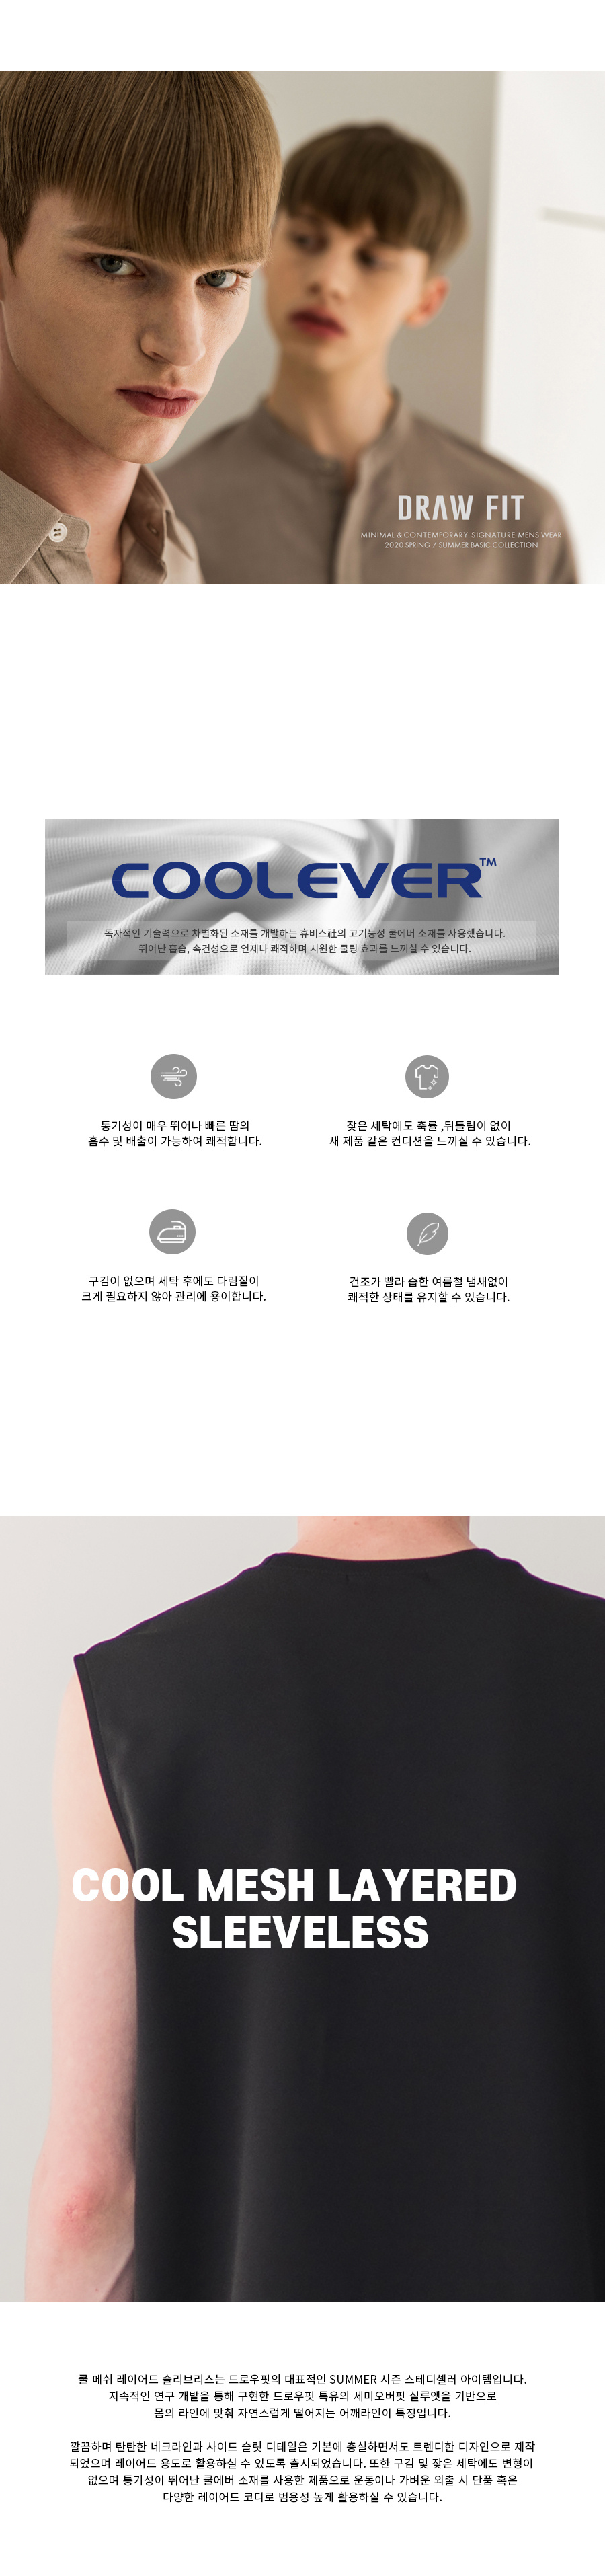 DRAW FIT
MINIMAL & CONTEMPORARY SIGNATURE MENS WEAR
2020 SPRING / SUMMER BASIC COLLECTION
COOLEVER™
독자적인 기술력으로 차별화된 소재를 개발하는 휴비스社의 고기능성 쿨에버 소재를 사용했습니다.
뛰어난 흡습, 속건성으로 언제나 쾌적하며 시원한 쿨링 효과를 느끼실 수 있습니다.
통기성이 매우 뛰어나 빠른 땀의
흡수 및 배출이 가능하여 쾌적합니다.
잦은 세탁에도 축률 ,뒤틀림이 없이
새 제품 같은 컨디션을 느끼실 수 있습니다.
구김이 없으며 세탁 후에도 다림질이
크게 필요하지 않아 관리에 용이합니다.
건조가 빨라 습한 여름철 냄새없이
쾌적한 상태를 유지할 수 있습니다.
COOL MESH LAYERED
SLEEVELESS
쿨 메쉬 레이어드 슬리브리스는 드로우핏의 대표적인 SUMMER 시즌 스테디셀러 아이템입니다.
지속적인 연구 개발을 통해 구현한 드로우핏 특유의 세미오버핏 실루엣을 기반으로
몸의 라인에 맞춰 자연스럽게 떨어지는 어깨라인이 특징입니다.
깔끔하며 탄탄한 네크라인과 사이드 슬릿 디테일은 기본에 충실하면서도 트렌디한 디자인으로 제작
되었으며 레이어드 용도로 활용하실 수 있도록 출시되었습니다. 또한 구김 및 잦은 세탁에도 변형이
없으며 통기성이 뛰어난 쿨에버 소재를 사용한 제품으로 운동이나 가벼운 외출 시 단품 혹은
다양한 레이어드 코디로 범용성 높게 활용하실 수 있습니다.